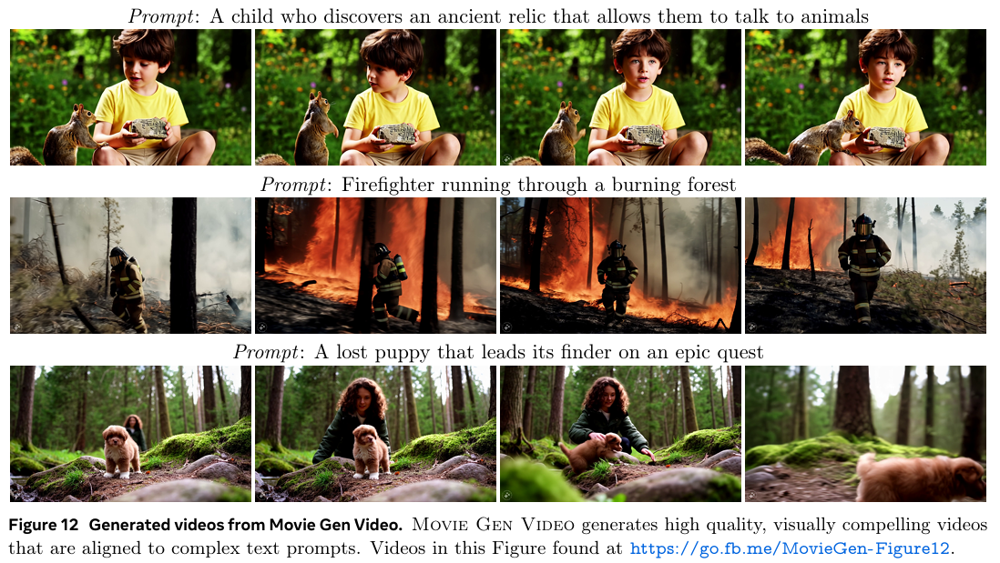 Prompt: A child who discovers an ancient relic that allows them to talk to animals
Prompt: Firefighter running through a burning forest
Prompt: A lost puppy that leads its finder on an epic quest
Figure 12 Generated videos from Movie Gen Video. Movie Gen Video generates high quality, visually compelling videos
that are aligned to complex text prompts. Videos in this Figure found at https://go.fb.me/MovieGen-Figure12.